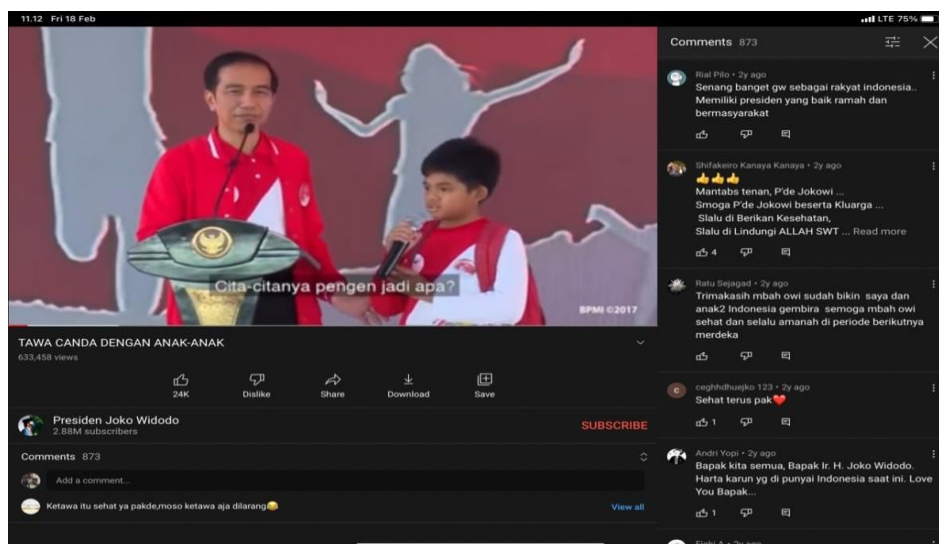 11.12 Fri 18 Feb
LTE 75%
Cita-citanya pengen jadi apa?
BPMI ©2017
TAWA CANDA DENGAN ANAK-ANAK
633,458 views
24K
Dislike
Share
Download
Save
Presiden Joko Widodo
2.88M subscribers
SUBSCRIBE
Comments 873
Add a comment...
Ketawa itu sehat ya pakde,moso ketawa aja dilarang😂
View all
Comments 873
Rial Pilo • 2y ago
Senang banget gw sebagai rakyat indonesia..
Memiliki presiden yang baik ramah dan
bermasyarakat
Shifakeiro Kanaya Kanaya • 2y ago
👍👍👍
Mantabs tenan, P'de Jokowi ...
Smoga P'de Jokowi beserta Kluarga ...
Slalu di Berikan Kesehatan,
Slalu di Lindungi ALLAH SWT ... Read more
4
Ratu Sejagad • 2y ago
Trimakasih mbah owi sudah bikin saya dan
anak2 Indonesia gembira semoga mbah owi
sehat dan selalu amanah di periode berikutnya
merdeka
C
ceghhdhuejko 123 • 2y ago
Sehat terus pak❤️
1
Andri Yopi • 2y ago
Bapak kita semua, Bapak Ir. H. Joko Widodo.
Harta karun yg di punyai Indonesia saat ini. Love
You Bapak...
1